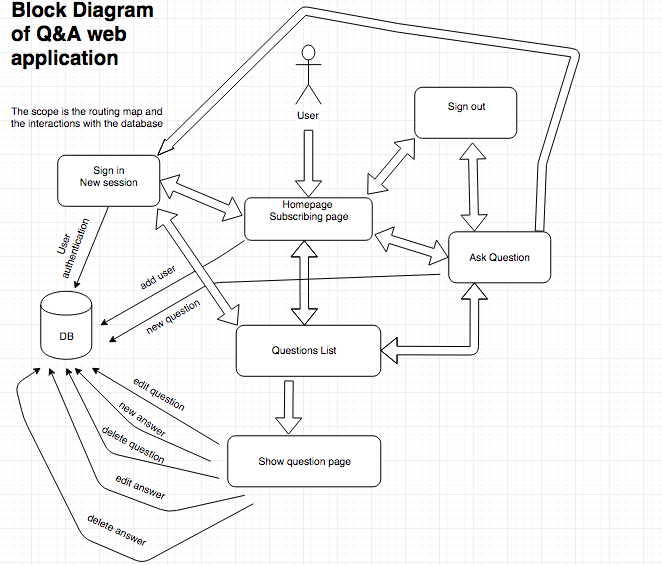 Block Diagram
of Q&A web
application
The scope is the routing map and
the interactions with the database
User
Sign out
Sign in
New session
Homepage
Subscribing page
Ask Question
User
authentication
add user
new question
DB
Questions List
edit question
new answer
delete question
Show question page
edit answer
delete answer